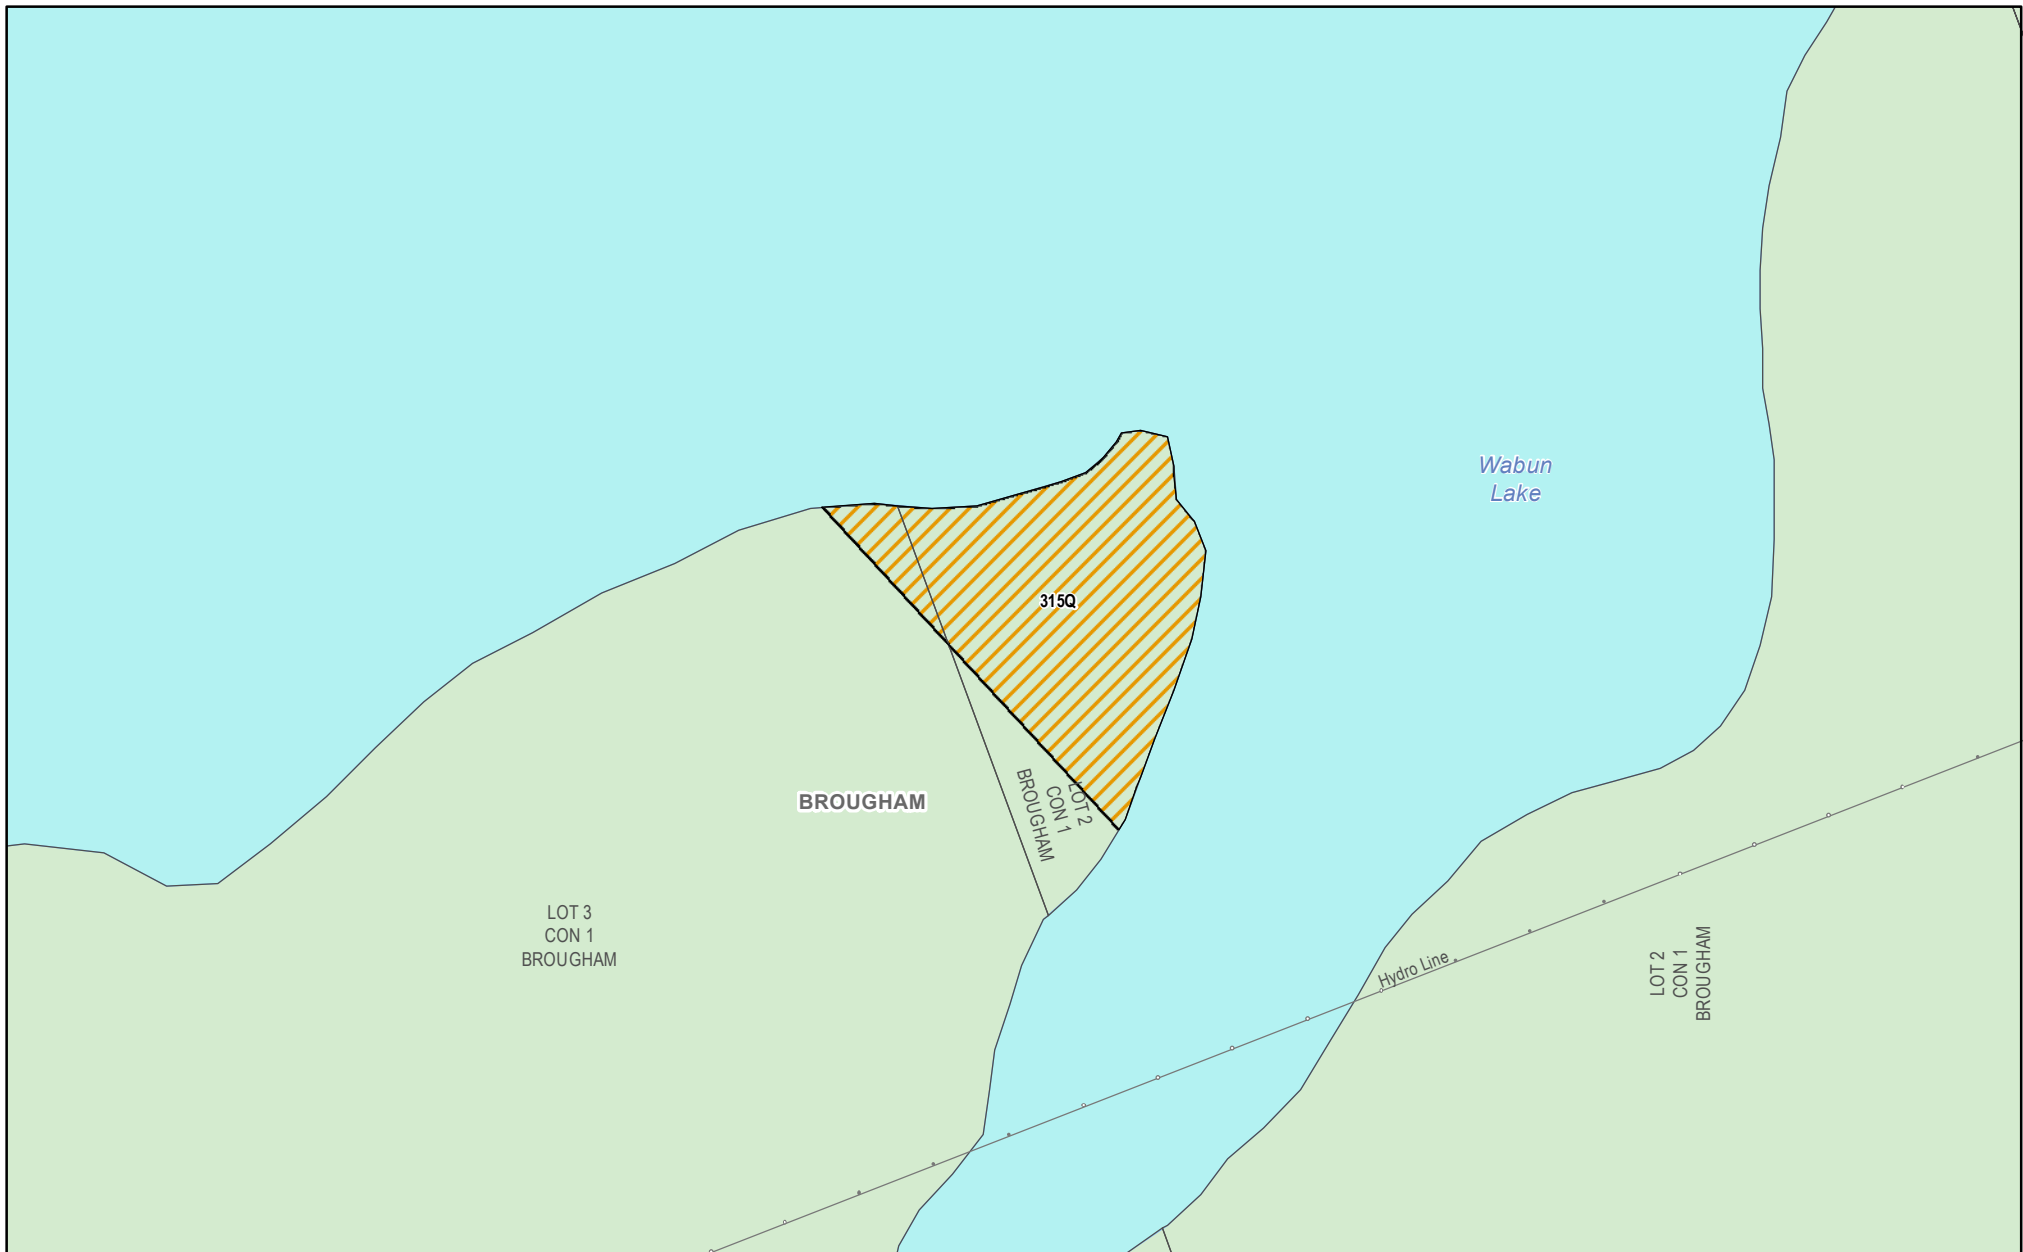 Wabun
Lake
315Q
BROUGHAM
LOT 2
CON 1
BROUGHAM
LOT 3
CON 1
BROUGHAM
Hydro Line
LOT 2
CON 1
BROUGHAM